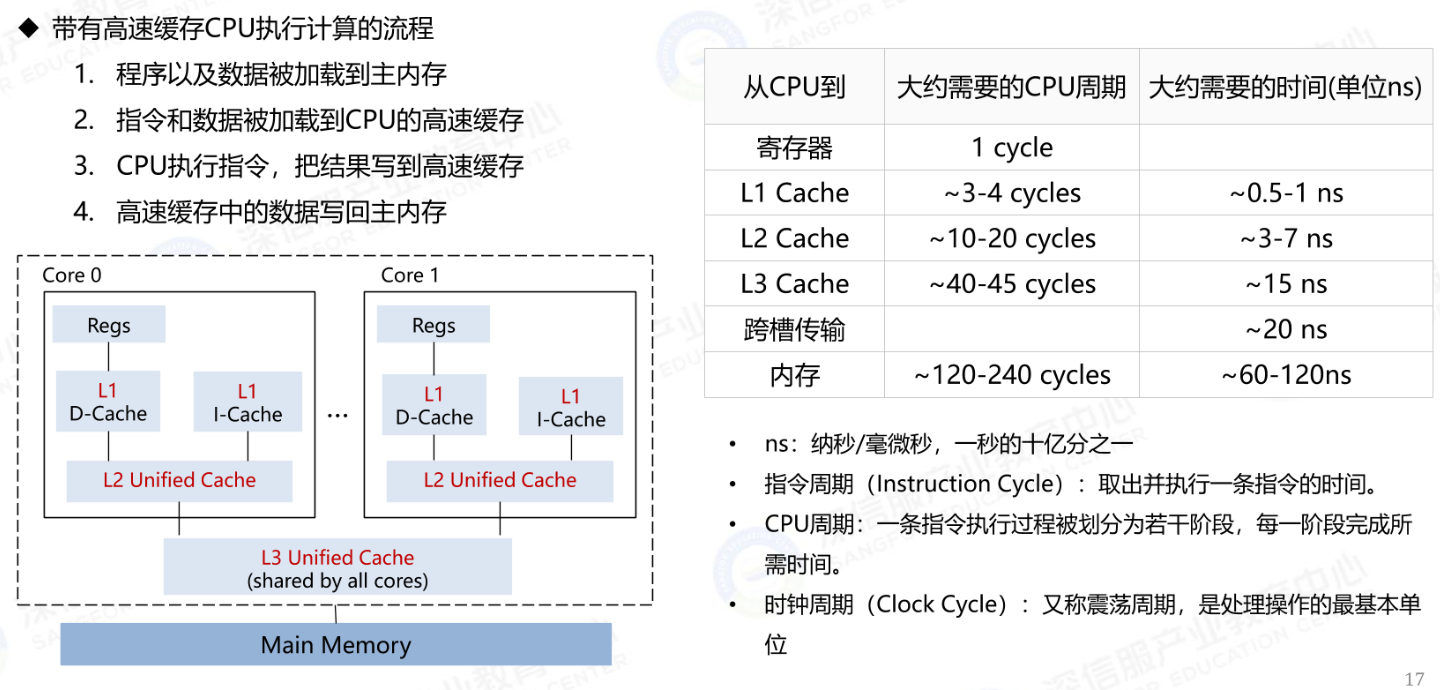 ◆ 带有高速缓存CPU执行计算的流程
1. 程序以及数据被加载到主内存
2. 指令和数据被加载到CPU的高速缓存
3. CPU执行指令，把结果写到高速缓存
4. 高速缓存中的数据写回主内存
Core 0
Core 1
Regs
Regs
L1
D-Cache
L1
I-Cache
...
L1
D-Cache
L1
I-Cache
L2 Unified Cache
L2 Unified Cache
L3 Unified Cache
(shared by all cores)
Main Memory
从CPU到 大约需要的CPU周期 大约需要的时间(单位ns)
寄存器 1 cycle
L1 Cache ~3-4 cycles ~0.5-1 ns
L2 Cache ~10-20 cycles ~3-7 ns
L3 Cache ~40-45 cycles ~15 ns
跨槽传输 ~20 ns
内存 ~120-240 cycles ~60-120ns
• ns：纳秒/毫微秒，一秒的十亿分之一
• 指令周期（Instruction Cycle）：取出并执行一条指令的时间。
• CPU周期：一条指令执行过程被划分为若干阶段，每一阶段完成所
需时间。
• 时钟周期（Clock Cycle）：又称震荡周期，是处理操作的最基本单
位
17
深信服产业教育中心
SANGFOR EDUCATION CENTER